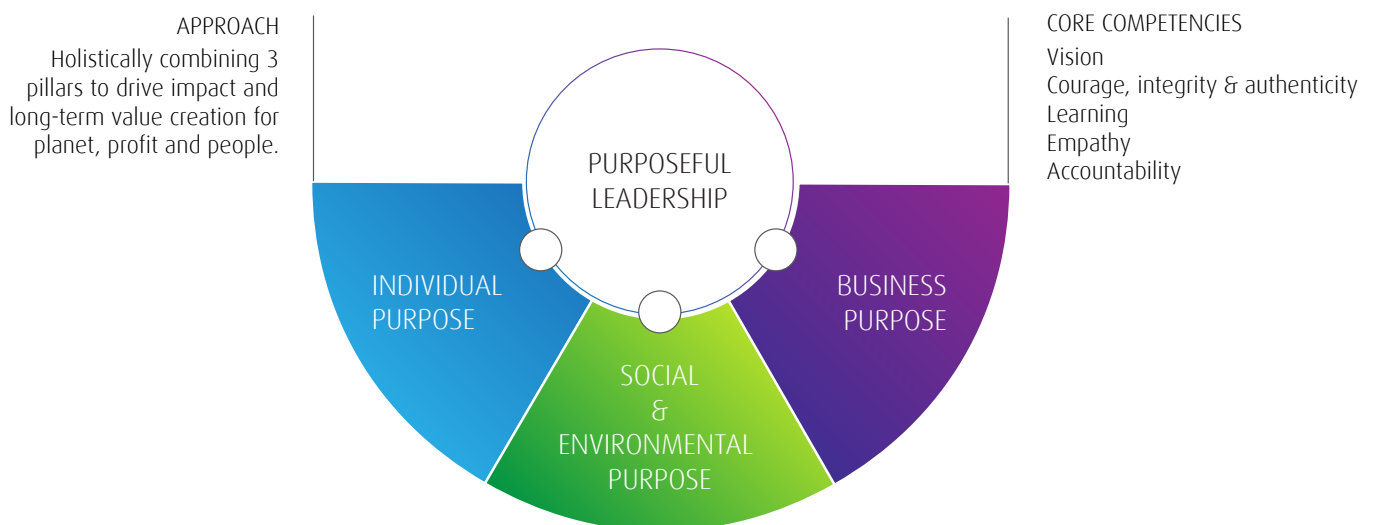 APPROACH
Holistically combining 3
pillars to drive impact and
long-term value creation for
planet, profit and people.
CORE COMPETENCIES
Vision
Courage, integrity & authenticity
Learning
Empathy
Accountability
PURPOSEFUL
LEADERSHIP
INDIVIDUAL
PURPOSE
SOCIAL
&
ENVIRONMENTAL
PURPOSE
BUSINESS
PURPOSE